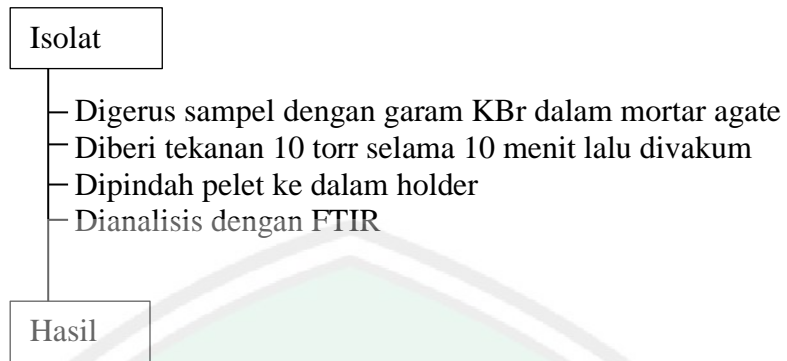 Isolat
Digerus sampel dengan garam KBr dalam mortar agate
Diberi tekanan 10 torr selama 10 menit lalu divakum
Dipindah pelet ke dalam holder
Dianalisis dengan FTIR
Hasil